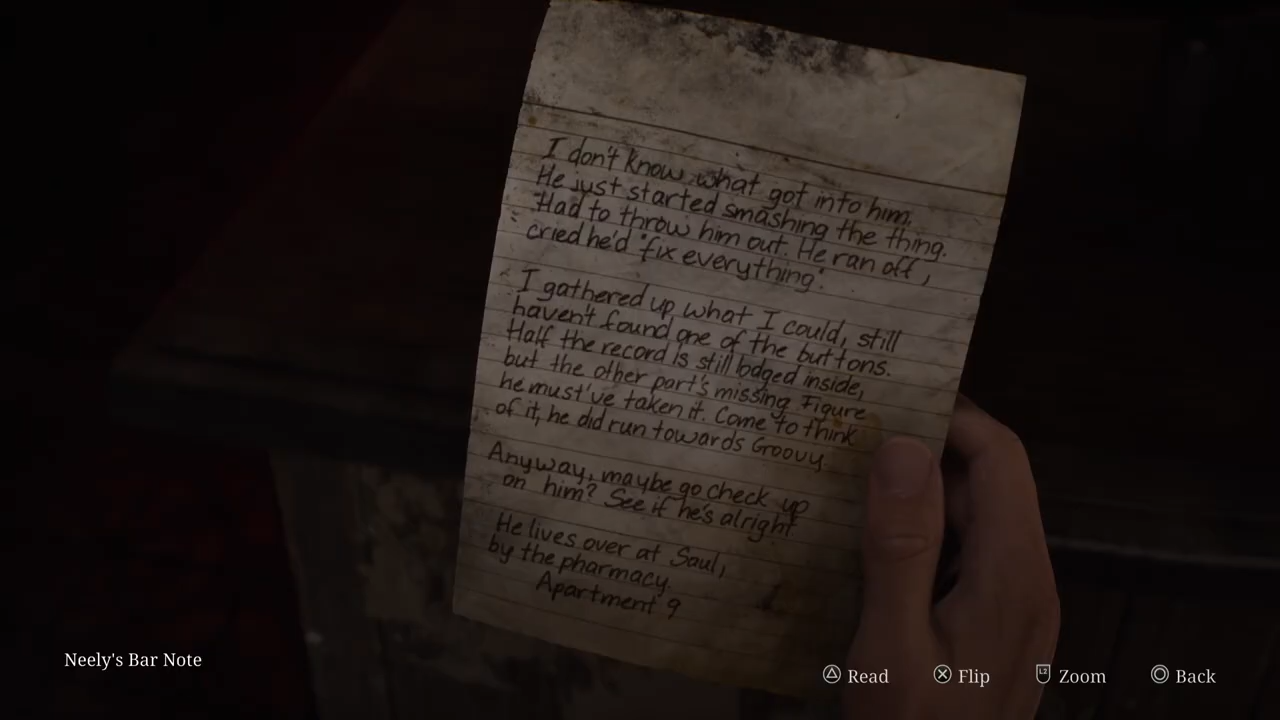 I don't know what got into him.
He just started smashing the thing.
Had to throw him out. He ran off,
cried he'd "fix everything".
I gathered up what I could, still
haven't found one of the buttons.
Half the record is still lodged inside,
but the other part's missing. Figure
he must've taken it. Come to think
of it, he did run towards Groovy.
Anyway, maybe go check up
on him? See if he's alright.
He lives over at Saul,
by the pharmacy.
Apartment 9
Neely's Bar Note
Read
Flip
L2 Zoom
Back